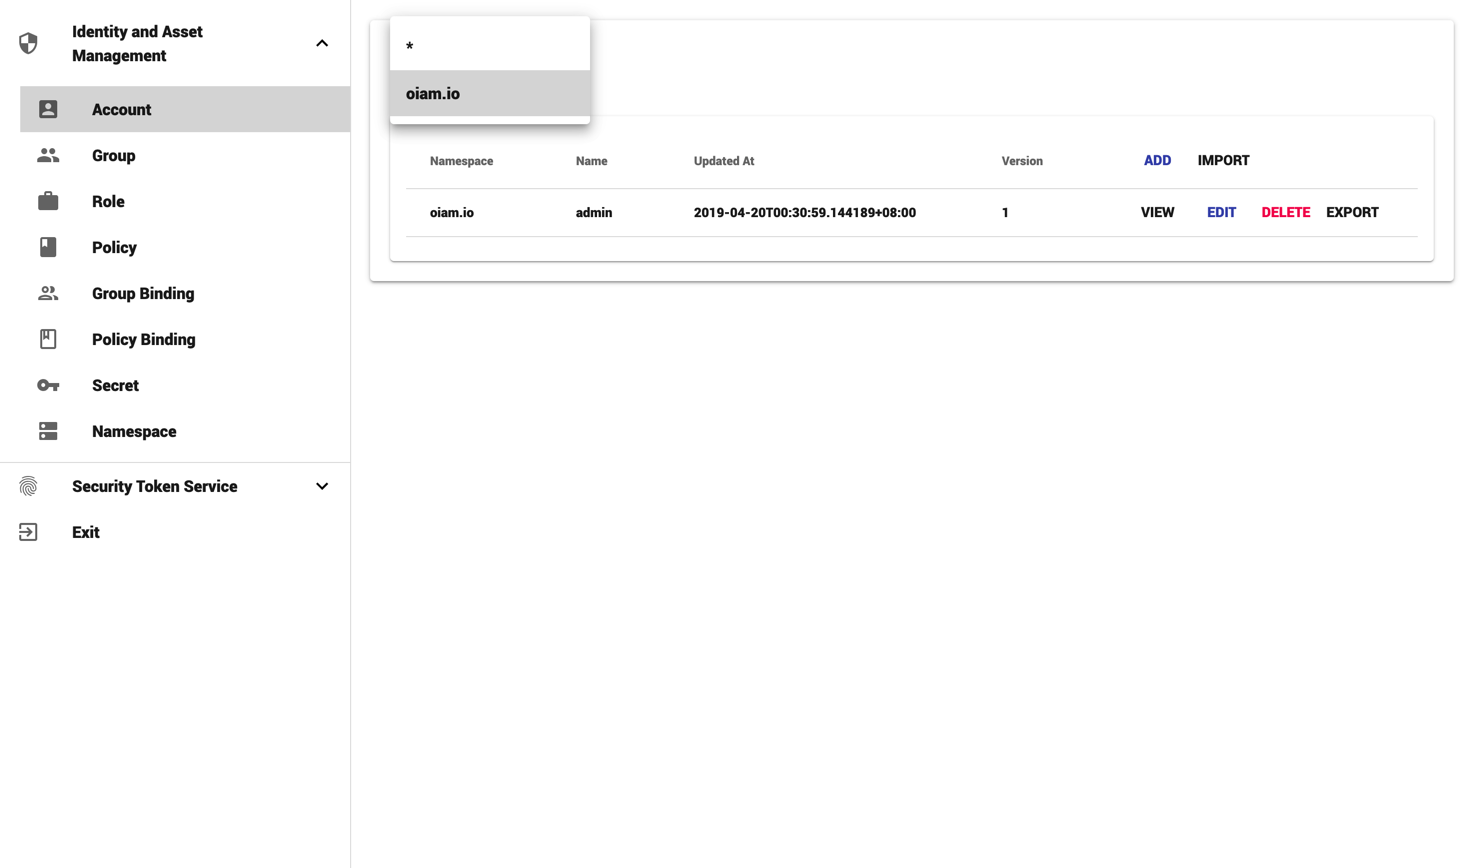 Identity and Asset
Management
Account
Group
Role
Policy
Group Binding
Policy Binding
Secret
Namespace
Security Token Service
Exit
*
oiam.io
Namespace Name Updated At Version ADD IMPORT
oiam.io admin 2019-04-20T00:30:59.144189+08:00 1 VIEW EDIT DELETE EXPORT